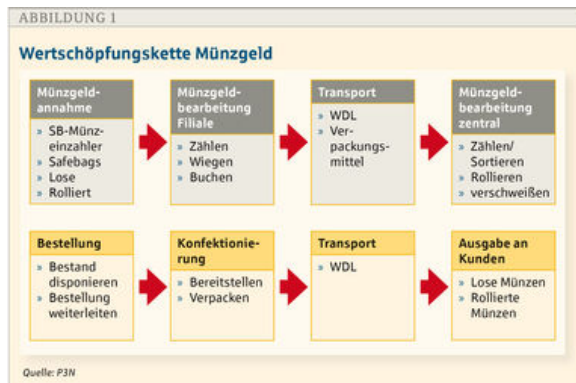 ABBILDUNG 1
Wertschöpfungskette Münzgeld
Münzgeld-
annahme
» SB-Münz-
einzahler
» Safebags
» Lose
» Rolliert
Münzgeld-
bearbeitung
Filiale
» Zählen
» Wiegen
» Buchen
Transport
» WDL
» Ver-
packungs-
mittel
Münzgeld-
bearbeitung
zentral
» Zählen/
Sortieren
» Rollieren
» verschweißen
Bestellung
» Bestand
disponieren
» Bestellung
weiterleiten
Konfektionie-
rung
» Bereitstellen
» Verpacken
Transport
» WDL
Ausgabe an
Kunden
» Lose Münzen
» Rollierte
Münzen
Quelle: P3N